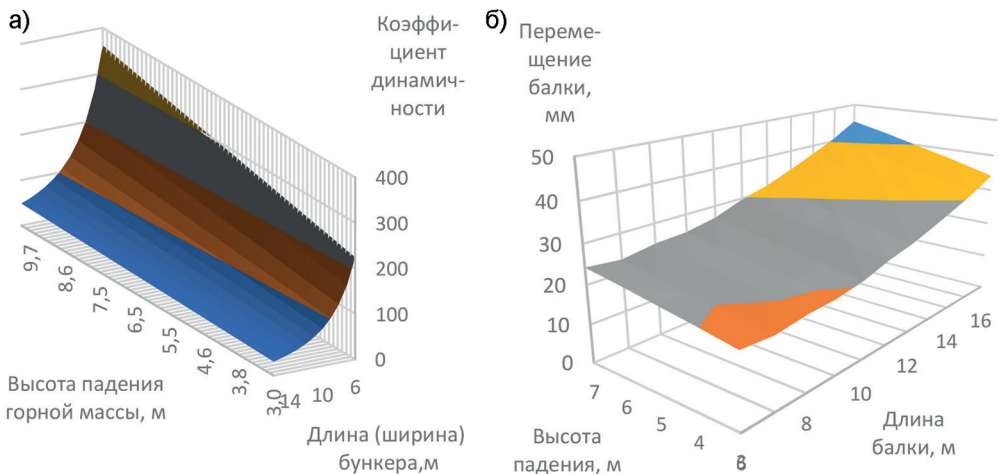 а)
Коэффи-
циент
динамич-
ности
400
300
200
100
0
9,7
8,6
7,5
6,5
5,5
4,6
3,8
3,0
14 10 6
Высота падения
горной массы, м
Длина (ширина)
бункера,м
б)
Переме-
щение
балки,
мм
50
40
30
20
10
0
7
6
5
4
8
10
12
14
16
Высота
падения, м
Длина
балки, м